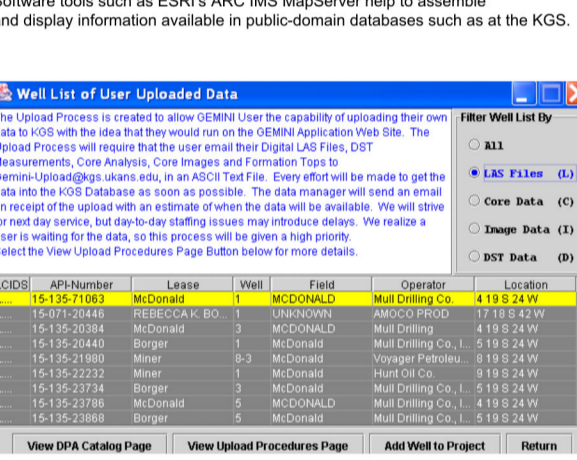 Software tools such as ESRI's ARC IMS MapServer help to assemble
nd display information available in public-domain databases such as at the KGS.
Well List of User Uploaded Data
he Upload Process is created to allow GEMINI User the capability of uploading their own
ata to KGS with the idea that they would run on the GEMINI Application Web Site. The
pload Process will require that the user email their Digital LAS Files, DST
easurements, Core Analysis, Core Images and Formation Tops to
emini-Upload@kgs.ukans.edu, in an ASCII Text File. Every effort will be made to get the
ata into the KGS Database as soon as possible. The data manager will send an email
n receipt of the upload with an estimate of when the data will be available. We will strive
or next day service, but day-to-day staffing issues may introduce delays. We realize a
ser is waiting for the data, so this process will be given a high priority.
elect the View Upload Procedures Page Button below for more details.
Filter Well List By
All
LAS Files (L)
Core Data (C)
Image Data (I)
DST Data (D)
CIDS API-Number Lease Well Field Operator Location
..... 15-135-71063 McDonald 1 MCDONALD Mull Drilling Co. 4 19 S 24 W
..... 15-071-20446 REBECCA K. BO... 1 UNKNOWN AMOCO PROD 17 18 S 42 W
..... 15-135-20384 McDonald 3 MCDONALD Mull Drilling 4 19 S 24 W
..... 15-135-20440 Borger 1 McDonald Mull Drilling Co., I... 5 19 S 24 W
..... 15-135-21980 Miner 8-3 McDonald Voyager Petroleu... 8 19 S 24 W
..... 15-135-22232 Miner 1 McDonald Hunt Oil Co. 9 19 S 24 W
..... 15-135-23734 Borger 3 McDonald Mull Drilling Co., I... 5 19 S 24 W
..... 15-135-23786 McDonald 5 MCDONALD Mull Drilling Co., I... 4 19 S 24 W
..... 15-135-23868 Borger 5 McDonald Mull Drilling Co., I... 5 19 S 24 W
View DPA Catalog Page View Upload Procedures Page Add Well to Project Return